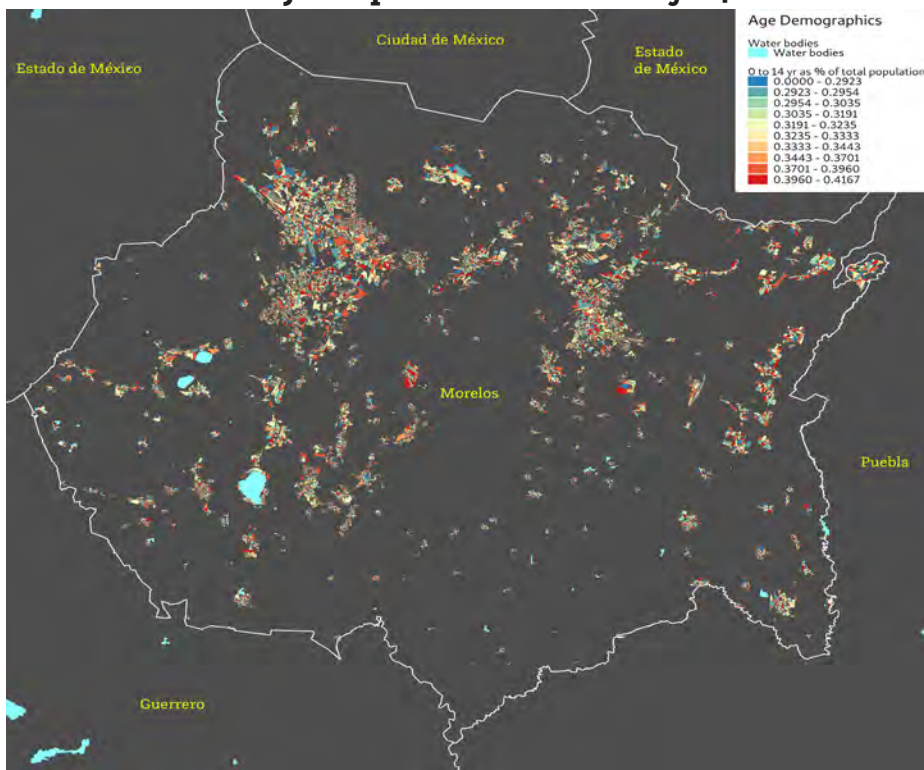 Age Demographics
Water bodies
Water bodies
0 to 14 yr as % of total population
0.0000 - 0.2923
0.2923 - 0.2954
0.2954 - 0.3035
0.3035 - 0.3191
0.3191 - 0.3235
0.3235 - 0.3333
0.3333 - 0.3443
0.3443 - 0.3701
0.3701 - 0.3960
0.3960 - 0.4167
Ciudad de México
Estado de México
Estado
de México
Morelos
Puebla
Guerrero